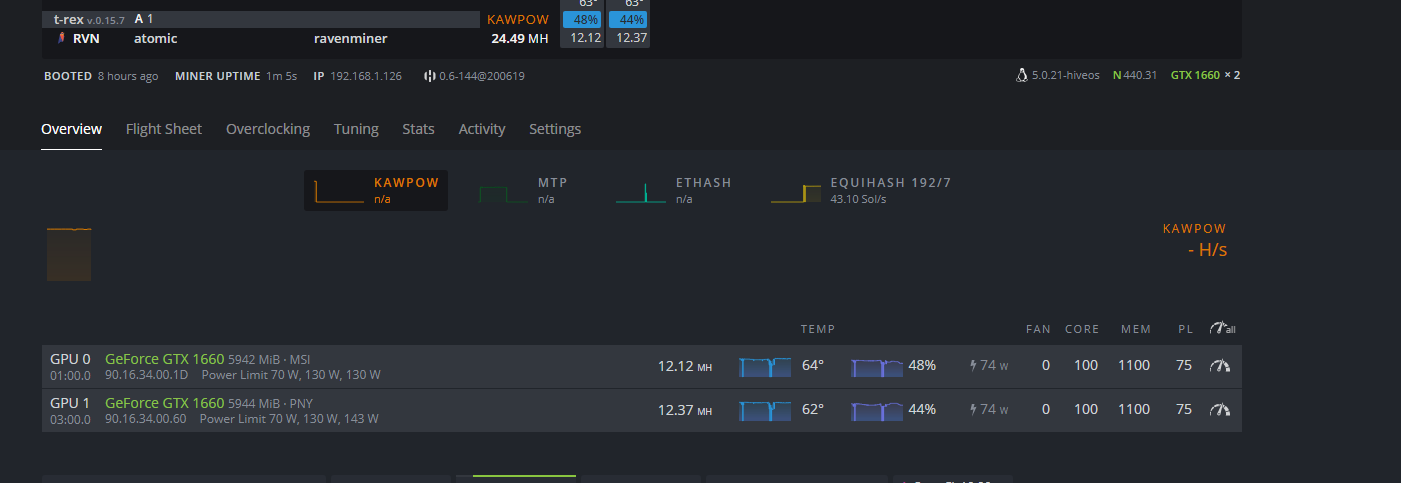 63° 63°
t-rex v.0.15.7 A 1 KAWPOW 48% 44%
RVN atomic ravenminer 24.49 MH 12.12 12.37
BOOTED 8 hours ago MINER UPTIME 1m 5s IP 192.168.1.126 0.6-144@200619 5.0.21-hiveos N 440.31 GTX 1660 × 2
Overview Flight Sheet Overclocking Tuning Stats Activity Settings
KAWPOW MTP ETHASH EQUIHASH 192/7
n/a n/a n/a 43.10 Sol/s
KAWPOW
- H/s
TEMP FAN CORE MEM PL all
GPU 0 GeForce GTX 1660 5942 MiB · MSI 12.12 MH 64° 48% 74 W 0 100 1100 75
01:00.0 90.16.34.00.1D Power Limit 70 W, 130 W, 130 W
GPU 1 GeForce GTX 1660 5944 MiB · PNY 12.37 MH 62° 44% 74 W 0 100 1100 75
03:00.0 90.16.34.00.60 Power Limit 70 W, 130 W, 143 W